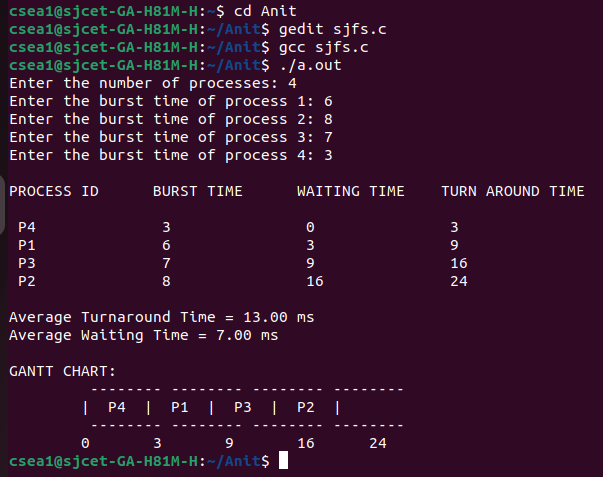 csea1@sjcet-GA-H81M-H:~$ cd Anit
csea1@sjcet-GA-H81M-H:~/Anit$ gedit sjfs.c
csea1@sjcet-GA-H81M-H:~/Anit$ gcc sjfs.c
csea1@sjcet-GA-H81M-H:~/Anit$ ./a.out
Enter the number of processes: 4
Enter the burst time of process 1: 6
Enter the burst time of process 2: 8
Enter the burst time of process 3: 7
Enter the burst time of process 4: 3
PROCESS ID      BURST TIME      WAITING TIME    TURN AROUND TIME
P4               3               0               3
P1               6               3               9
P3               7               9               16
P2               8               16              24
Average Turnaround Time = 13.00 ms
Average Waiting Time = 7.00 ms
GANTT CHART:
         -------- -------- -------- --------
        |  P4  |  P1  |  P3  |  P2  |
         -------- -------- -------- --------
        0       3       9       16      24
csea1@sjcet-GA-H81M-H:~/Anit$